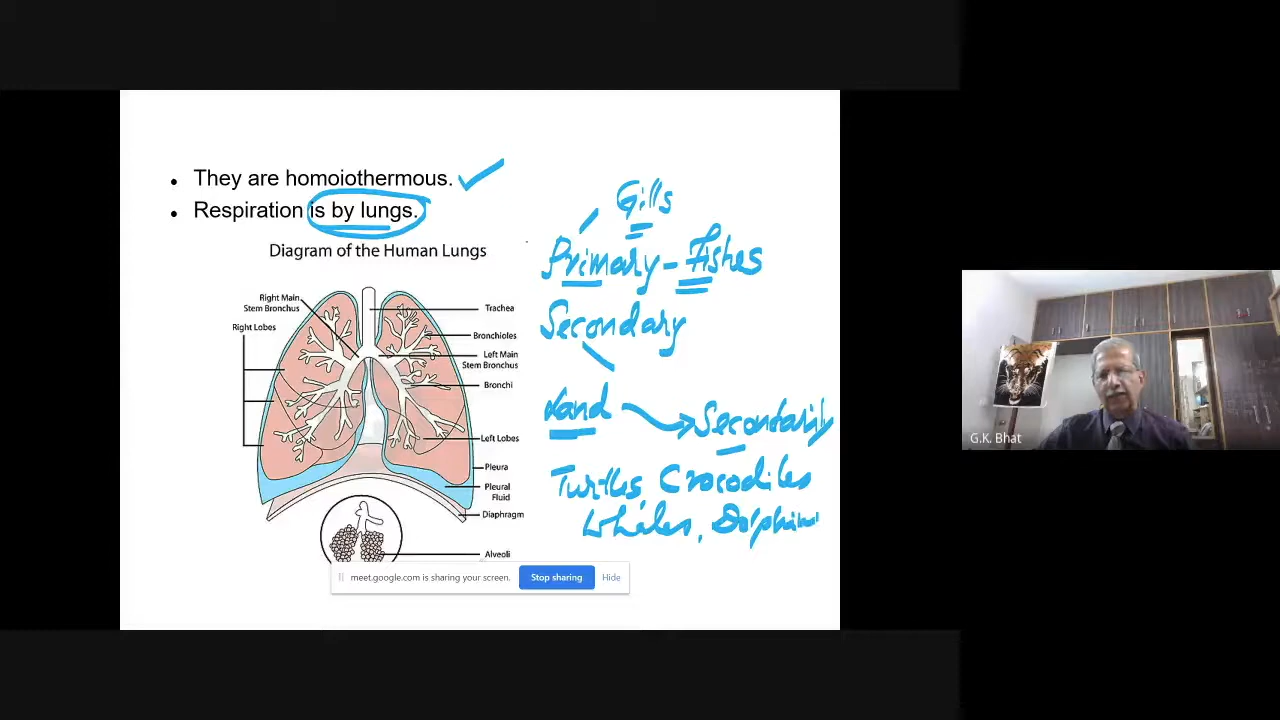 They are homoiothermous.
Respiration is by lungs.
Diagram of the Human Lungs
Right Main
Stem Bronchus
Right Lobes
Trachea
Bronchioles
Left Main
Stem Bronchus
Bronchi
Left Lobes
Pleura
Pleural
Fluid
Diaphragm
Alveoli
Gills
Primary - Fishes
Secondary
Land → Secondarily
Turtles, Crocodiles
Whales, Dolphins
meet.google.com is sharing your screen. Stop sharing Hide
G.K. Bhat